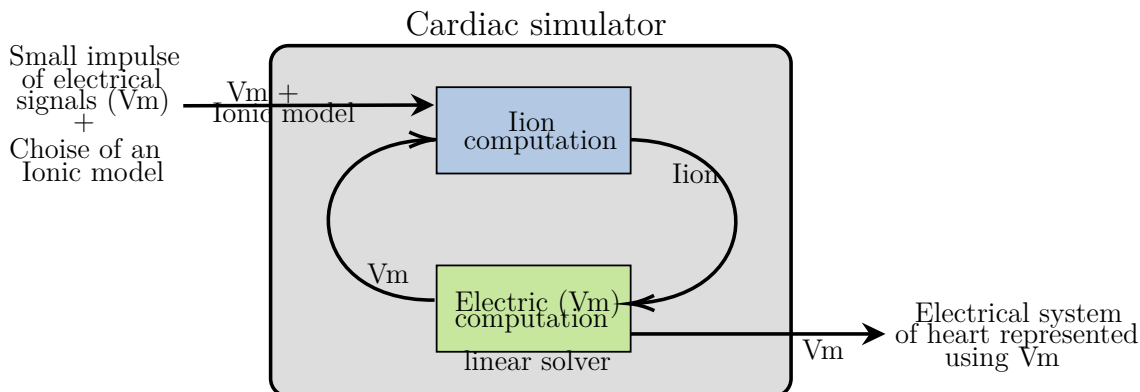 Cardiac simulator
Small impulse
of electrical
signals (Vm)
+
Choise of an
Ionic model
Vm +
Ionic model
Iion
computation
Iion
Vm
Electric (Vm)
computation
linear solver
Vm
Electrical system
of heart represented
using Vm